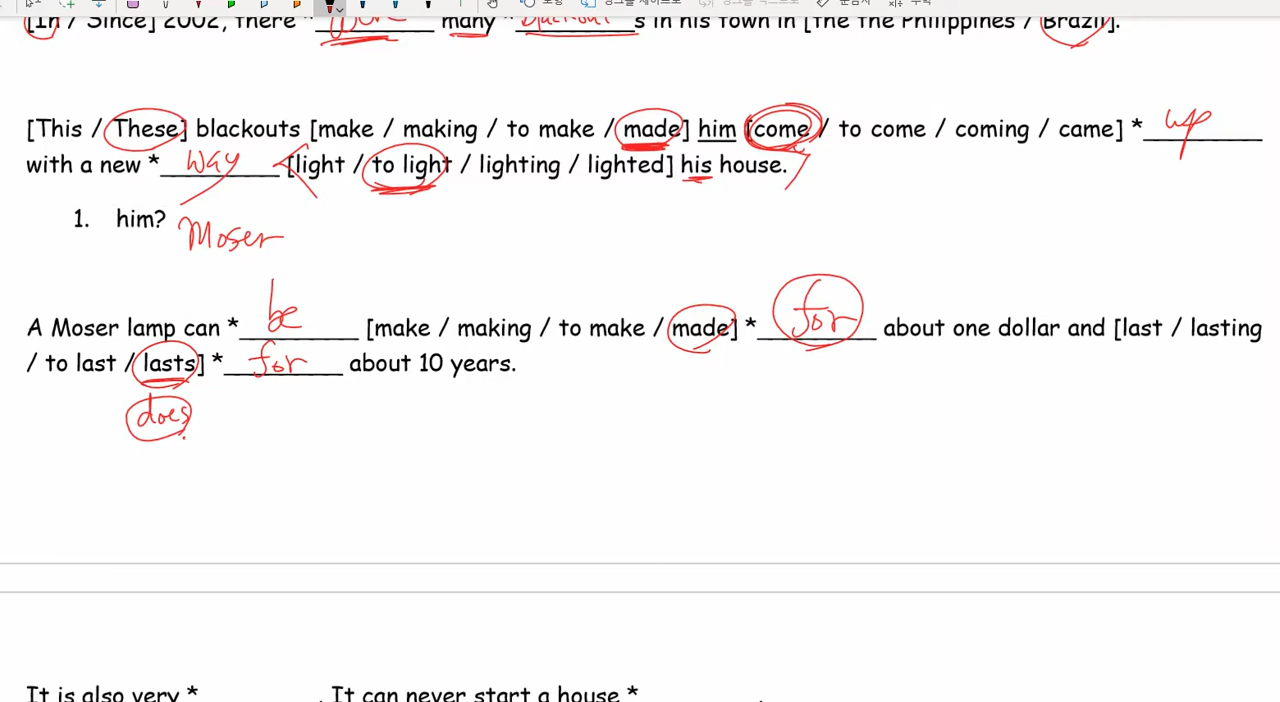 [In / Since] 2002, there * were many * blackout s in his town in [the the Philippines / Brazil].
[This / These] blackouts [make / making / to make / made] him [come / to come / coming / came] * up
with a new * way [light / to light / lighting / lighted] his house.
1. him? Moser
A Moser lamp can * be [make / making / to make / made] * for about one dollar and [last / lasting
/ to last / lasts] * for about 10 years.
does
It is also very * . It can never start a house * .